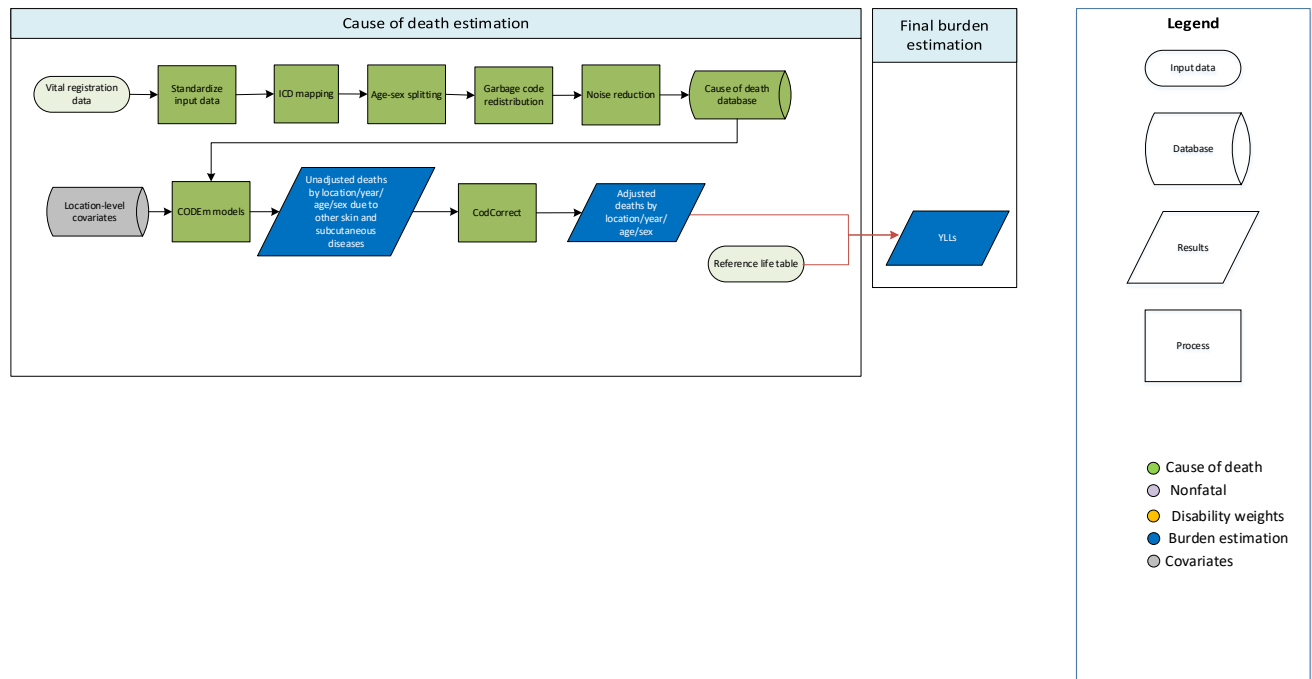 Cause of death estimation
Final burden
estimation
Legend
Vital registration
data
Standardize
input data
ICD mapping
Age-sex splitting
Garbage code
redistribution
Noise reduction
Cause of death
database
Location-level
covariates
CODEm models
Unadjusted deaths
by location/year/
age/sex due to
other skin and
subcutaneous
diseases
CodCorrect
Adjusted
deaths by
location/year/
age/sex
Reference life table
YLLs
Input data
Database
Results
Process
Cause of death
Nonfatal
Disability weights
Burden estimation
Covariates